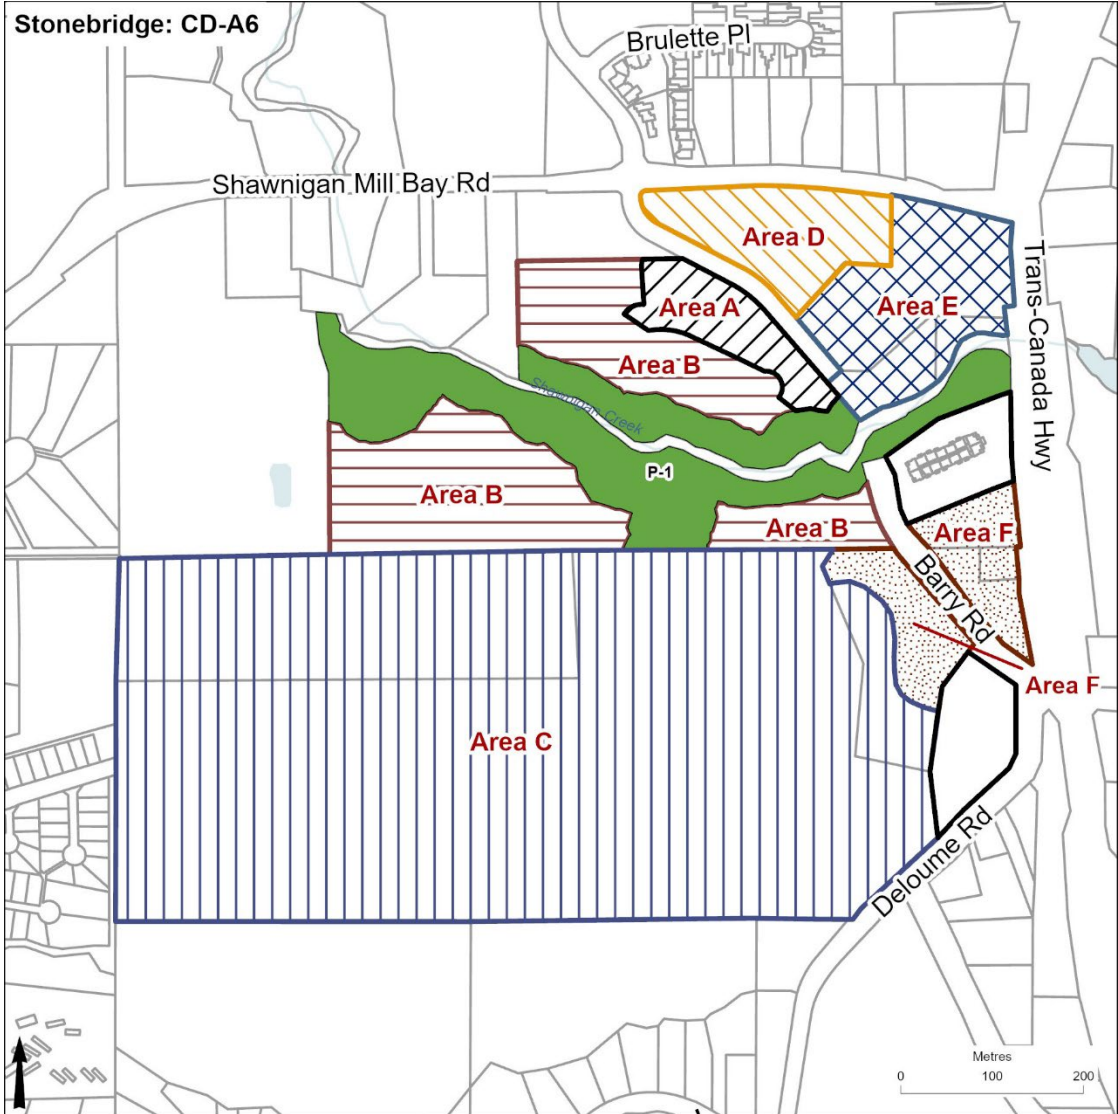 Stonebridge: CD-A6
Brulette Pl
Shawnigan Mill Bay Rd
Area D
Trans-Canada Hwy
Area A
Area E
Area B
Shawnigan Creek
P-1
Area B
Area B
Area F
Barry Rd
Area F
Area C
Deloume Rd
Metres
0 100 200